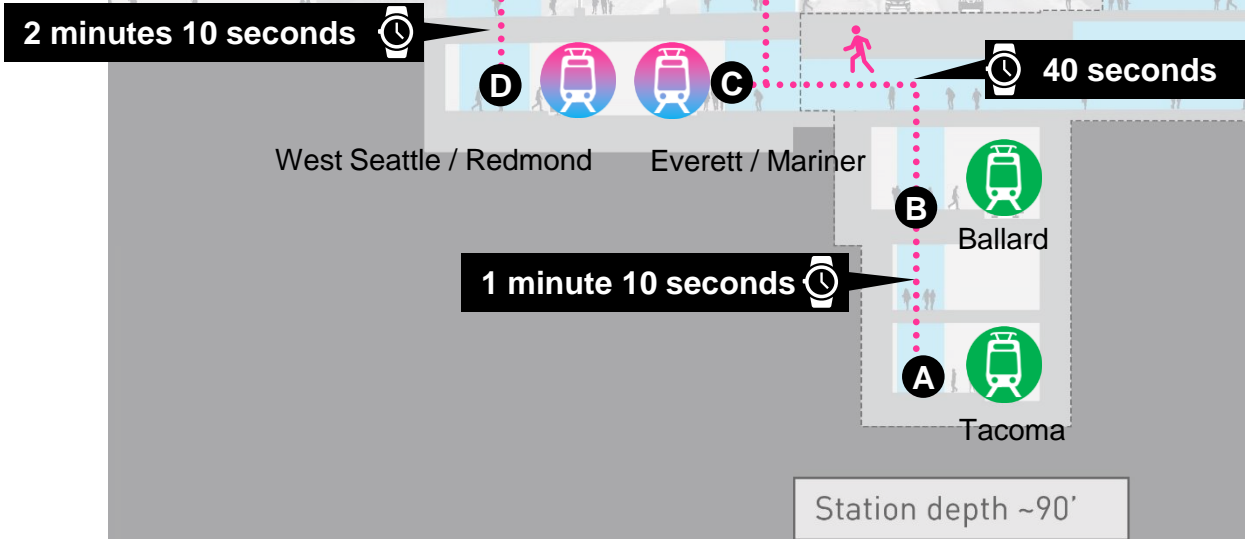 2 minutes 10 seconds
40 seconds
D
C
West Seattle / Redmond
Everett / Mariner
B
Ballard
1 minute 10 seconds
A
Tacoma
Station depth ~90'